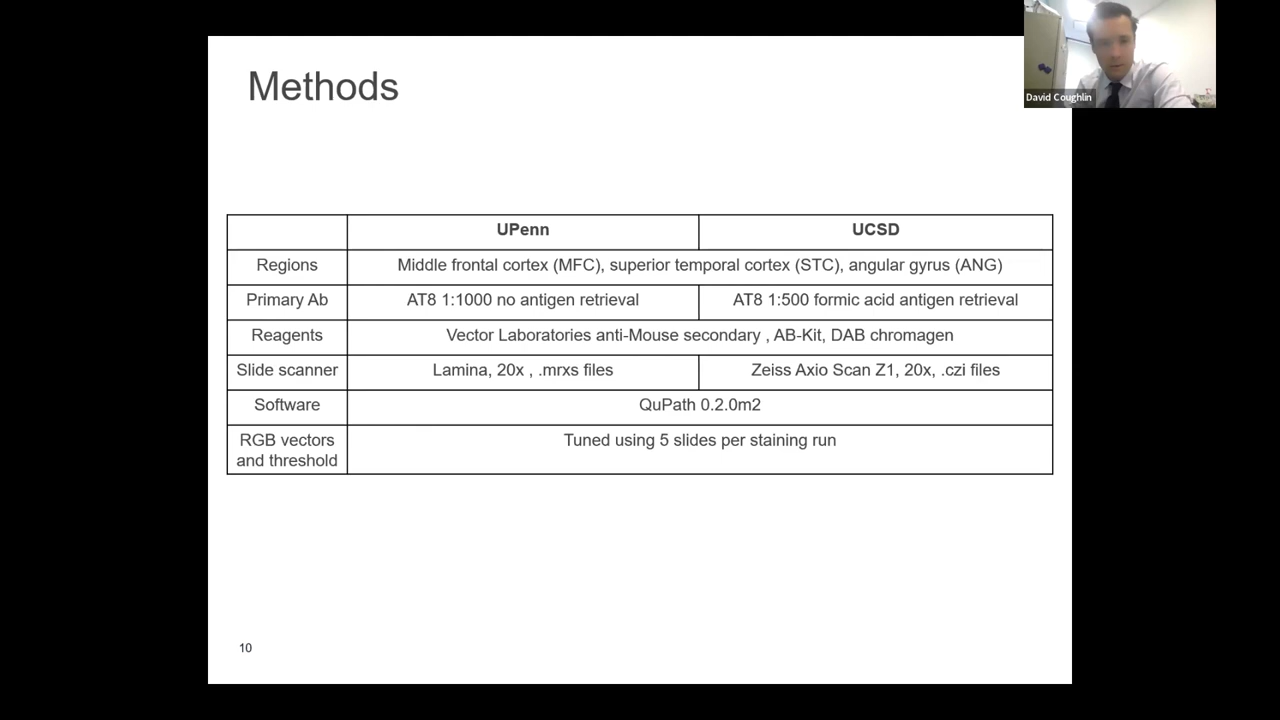 Methods
David Coughlin
UPenn UCSD
Regions Middle frontal cortex (MFC), superior temporal cortex (STC), angular gyrus (ANG)
Primary Ab AT8 1:1000 no antigen retrieval AT8 1:500 formic acid antigen retrieval
Reagents Vector Laboratories anti-Mouse secondary , AB-Kit, DAB chromagen
Slide scanner Lamina, 20x , .mrxs files Zeiss Axio Scan Z1, 20x, .czi files
Software QuPath 0.2.0m2
RGB vectors Tuned using 5 slides per staining run
and threshold
10